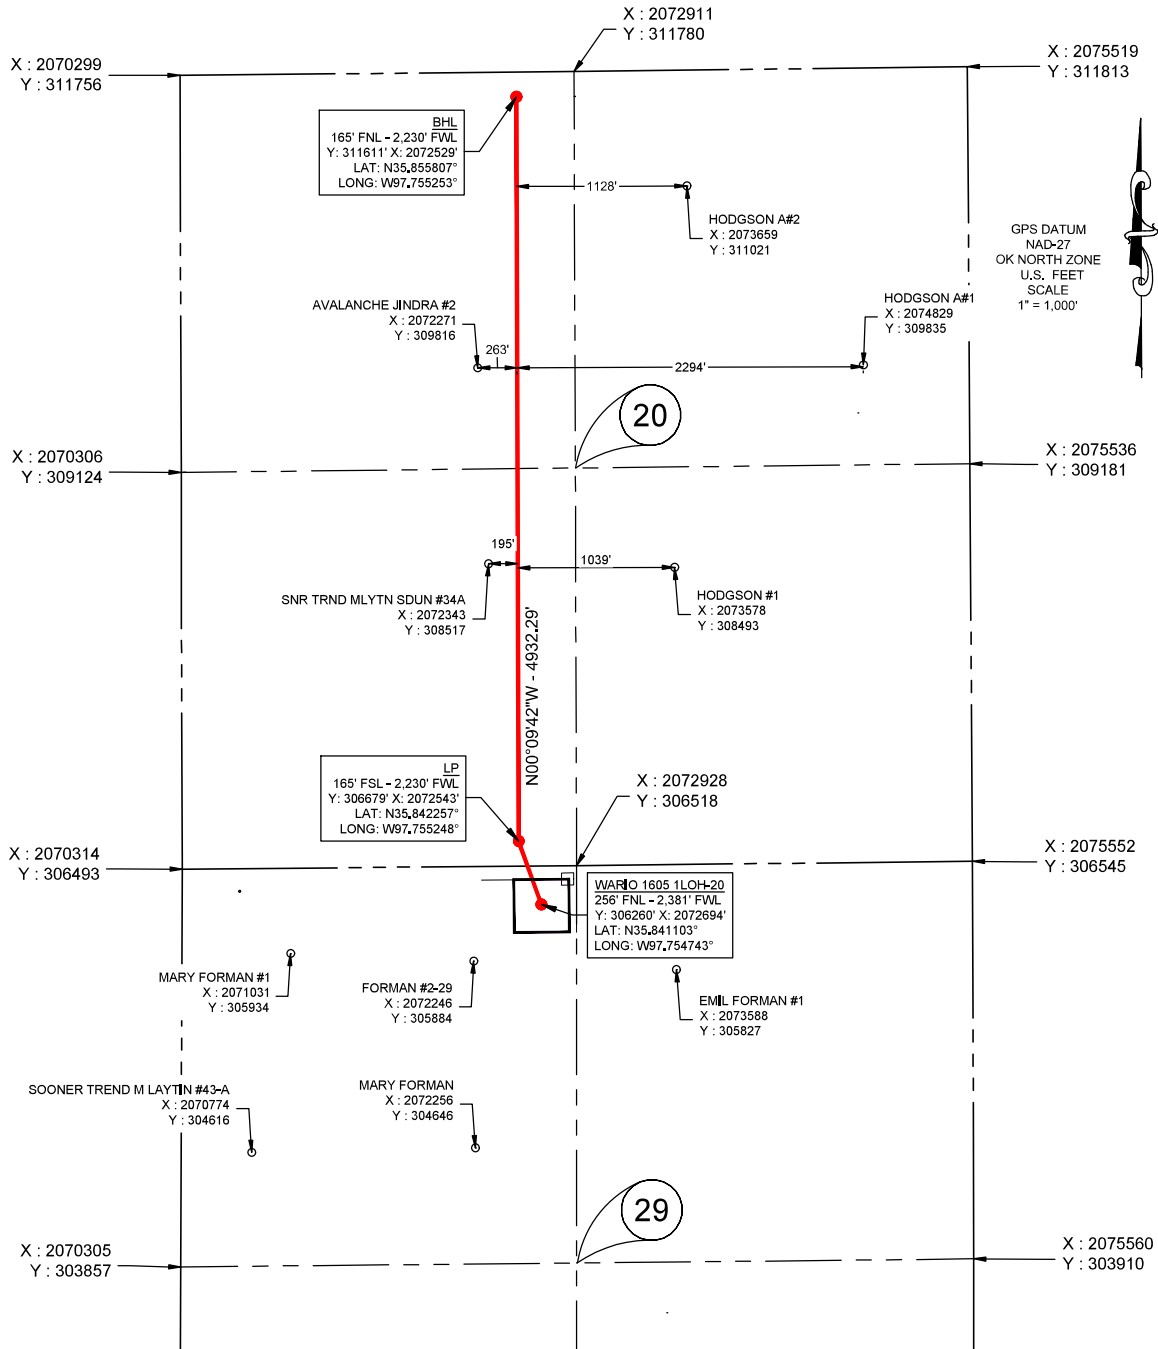 X : 2072911
Y : 311780
X : 2070299
Y : 311756
X : 2075519
Y : 311813
BHL
165' FNL - 2,230' FWL
Y: 311611' X: 2072529'
LAT: N35.855807°
LONG: W97.755253°
1128'
HODGSON A#2
X : 2073659
Y : 311021
GPS DATUM
NAD-27
OK NORTH ZONE
U.S. FEET
SCALE
1" = 1,000'
AVALANCHE JINDRA #2
X : 2072271
Y : 309816
HODGSON A#1
X : 2074829
Y : 309835
263'
2294'
20
X : 2070306
Y : 309124
X : 2075536
Y : 309181
195'
1039'
SNR TRND MLYTN SDUN #34A
X : 2072343
Y : 308517
HODGSON #1
X : 2073578
Y : 308493
N00°09'42"W - 4932.29'
LP
165' FSL - 2,230' FWL
Y: 306679' X: 2072543'
LAT: N35.842257°
LONG: W97.755248°
X : 2072928
Y : 306518
X : 2070314
Y : 306493
X : 2075552
Y : 306545
WARIO 1605 1LOH-20
256' FNL - 2,381' FWL
Y: 306260' X: 2072694'
LAT: N35.841103°
LONG: W97.754743°
MARY FORMAN #1
X : 2071031
Y : 305934
FORMAN #2-29
X : 2072246
Y : 305884
EMIL FORMAN #1
X : 2073588
Y : 305827
SOONER TREND M LAYTIN #43-A
X : 2070774
Y : 304616
MARY FORMAN
X : 2072256
Y : 304646
29
X : 2070305
Y : 303857
X : 2075560
Y : 303910